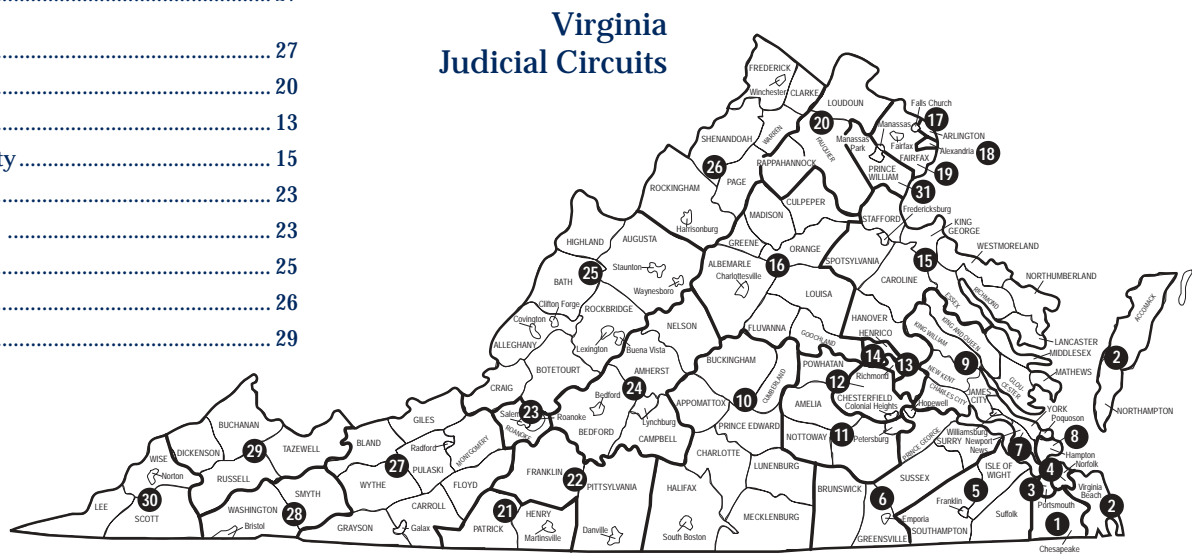 27
20
13
ty 15
23
23
25
26
29
Virginia
Judicial Circuits
FREDERICK
Winchester
CLARKE
LOUDOUN
Falls Church
17
ARLINGTON
Alexandria
18
SHENANDOAH
WARREN
20
FAUQUIER
Manassas
Park
Manassas
Fairfax
FAIRFAX
19
26
PAGE
RAPPAHANNOCK
PRINCE
WILLIAM
31
ROCKINGHAM
Harrisonburg
CULPEPER
MADISON
Fredericksburg
STAFFORD
KING
GEORGE
GREENE
ORANGE
WESTMORELAND
HIGHLAND
AUGUSTA
Staunton
Waynesboro
ALBEMARLE
Charlottesville
16
SPOTSYLVANIA
15
CAROLINE
NORTHUMBERLAND
RICHMOND
ESSEX
BATH
25
LOUISA
Clifton Forge
ROCKBRIDGE
Covington
ALLEGHANY
Lexington
Buena Vista
NELSON
FLUVANNA
GOOCHLAND
HANOVER
HENRICO
KING WILLIAM
KING AND QUEEN
LANCASTER
MIDDLESEX
MATHEWS
ACCOMACK
2
NORTHAMPTON
BOTETOURT
AMHERST
BUCKINGHAM
CUMBERLAND
POWHATAN
14
Richmond
13
NEW KENT
9
GLOU-
CESTER
CRAIG
24
Bedford
Lynchburg
BEDFORD
CAMPBELL
APPOMATTOX
10
PRINCE EDWARD
12
AMELIA
CHESTERFIELD
Colonial Heights
Hopewell
CHARLES CITY
JAMES
CITY
YORK
Poquoson
23
Salem
Roanoke
ROANOKE
NOTTOWAY
11
Petersburg
PRINCE GEORGE
SURRY
Williamsburg
Newport
News
7
8
Hampton
Norfolk
4
BUCHANAN
DICKENSON
29
TAZEWELL
BLAND
GILES
Radford
MONTGOMERY
27
PULASKI
WYTHE
FLOYD
CARROLL
FRANKLIN
22
PITTSYLVANIA
CHARLOTTE
LUNENBURG
HALIFAX
MECKLENBURG
BRUNSWICK
6
Emporia
GREENSVILLE
SUSSEX
ISLE OF
WIGHT
5
Franklin
SOUTHAMPTON
Suffolk
3
Portsmouth
Virginia
Beach
2
1
Chesapeake
WISE
Norton
30
LEE
SCOTT
RUSSELL
WASHINGTON
Bristol
SMYTH
28
GRAYSON
Galax
PATRICK
21
HENRY
Martinsville
Danville
South Boston